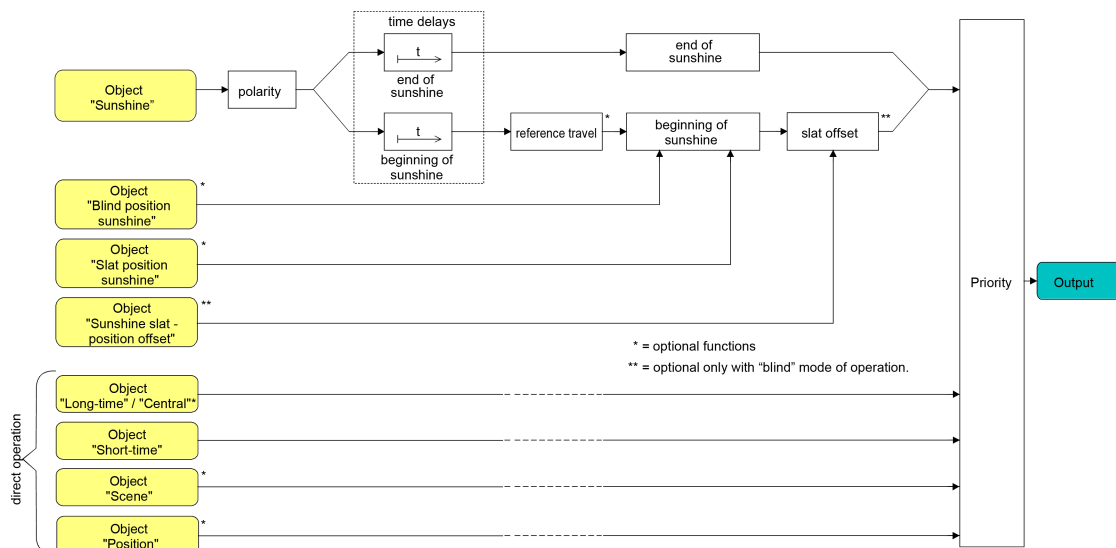 time delays
t
end of
sunshine
end of
sunshine
Object
"Sunshine"
polarity
t
beginning of
sunshine
reference travel
*
beginning of
sunshine
slat offset
**
Object
"Blind position
sunshine"
*
Object
"Slat position
sunshine"
*
Object
"Sunshine slat -
position offset"
**
Priority
Output
* = optional functions
** = optional only with “blind” mode of operation.
direct operation
Object
"Long-time" / "Central"*
Object
"Short-time"
Object
"Scene"
*
Object
"Position"
*